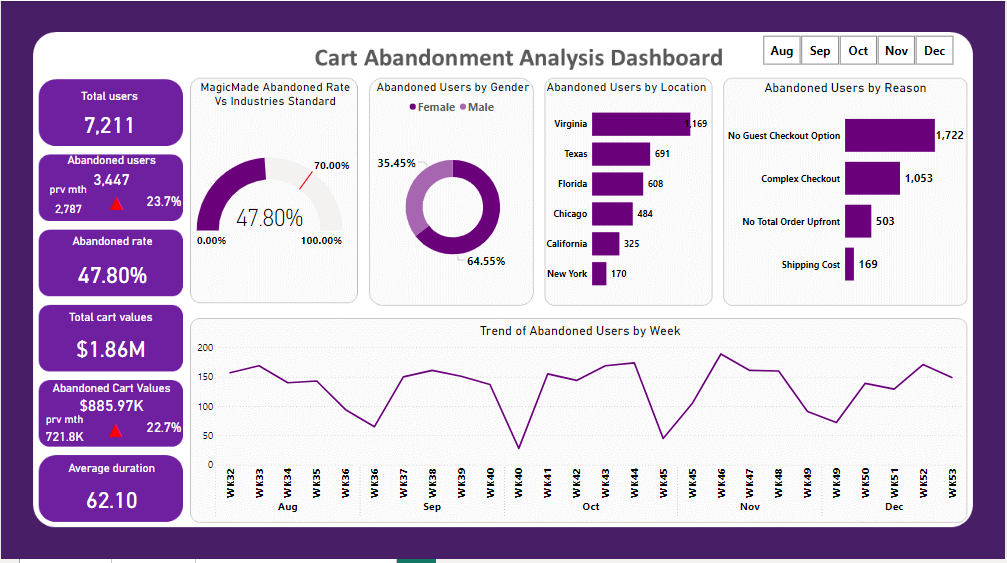 Cart Abandonment Analysis Dashboard
Aug Sep Oct Nov Dec
Total users
7,211
Abandoned users
3,447
prv mth
2,787
23.7%
Abandoned rate
47.80%
Total cart values
$1.86M
Abandoned Cart Values
$885.97K
prv mth
721.8K
22.7%
Average duration
62.10
MagicMade Abandoned Rate
Vs Industries Standard
70.00%
47.80%
0.00%
100.00%
Abandoned Users by Gender
Female Male
35.45%
64.55%
Abandoned Users by Location
Virginia 1,169
Texas 691
Florida 608
Chicago 484
California 325
New York 170
Abandoned Users by Reason
No Guest Checkout Option 1,722
Complex Checkout 1,053
No Total Order Upfront 503
Shipping Cost 169
Trend of Abandoned Users by Week
200
150
100
50
0
WK32 WK33 WK34 WK35 WK36 WK36 WK37 WK38 WK39 WK40 WK40 WK41 WK42 WK43 WK44 WK45 WK45 WK46 WK47 WK48 WK49 WK49 WK50 WK51 WK52 WK53
Aug Sep Oct Nov Dec